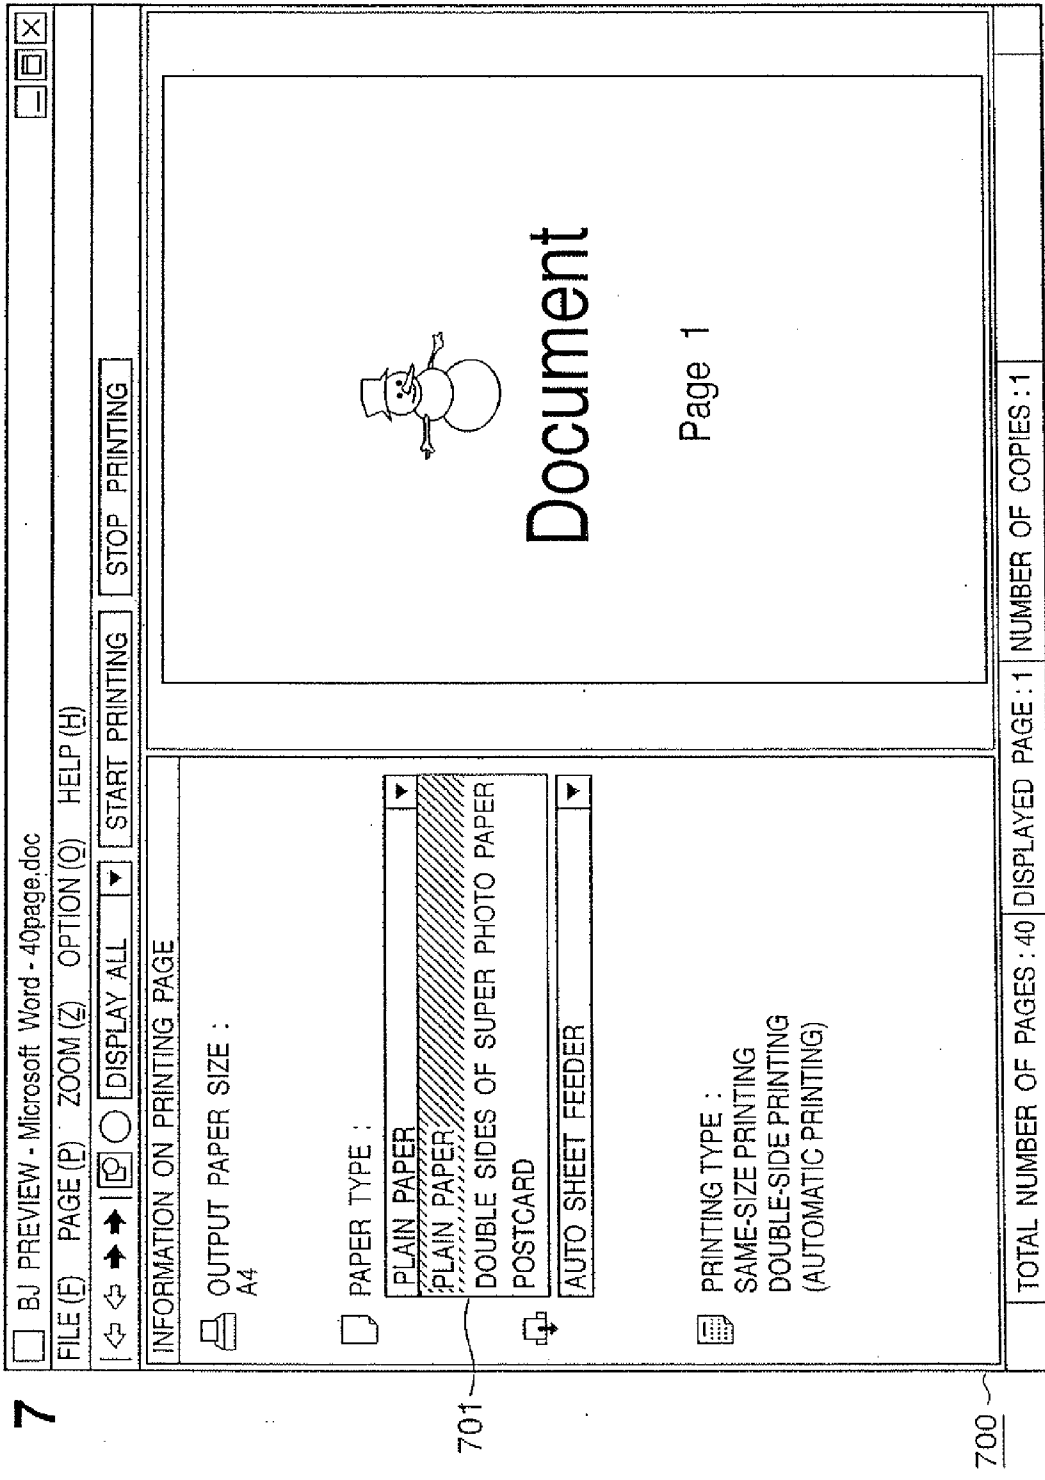 7
BJ PREVIEW - Microsoft Word - 40page.doc
FILE (F) PAGE (P) ZOOM (Z) OPTION (O) HELP (H)
DISPLAY ALL ▼ START PRINTING STOP PRINTING
INFORMATION ON PRINTING PAGE
OUTPUT PAPER SIZE :
A4
PAPER TYPE :
PLAIN PAPER ▼
PLAIN PAPER
DOUBLE SIDES OF SUPER PHOTO PAPER
POSTCARD
AUTO SHEET FEEDER ▼
PRINTING TYPE :
SAME-SIZE PRINTING
DOUBLE-SIDE PRINTING
(AUTOMATIC PRINTING)
Document
Page 1
TOTAL NUMBER OF PAGES : 40 DISPLAYED PAGE : 1 NUMBER OF COPIES : 1
701
700